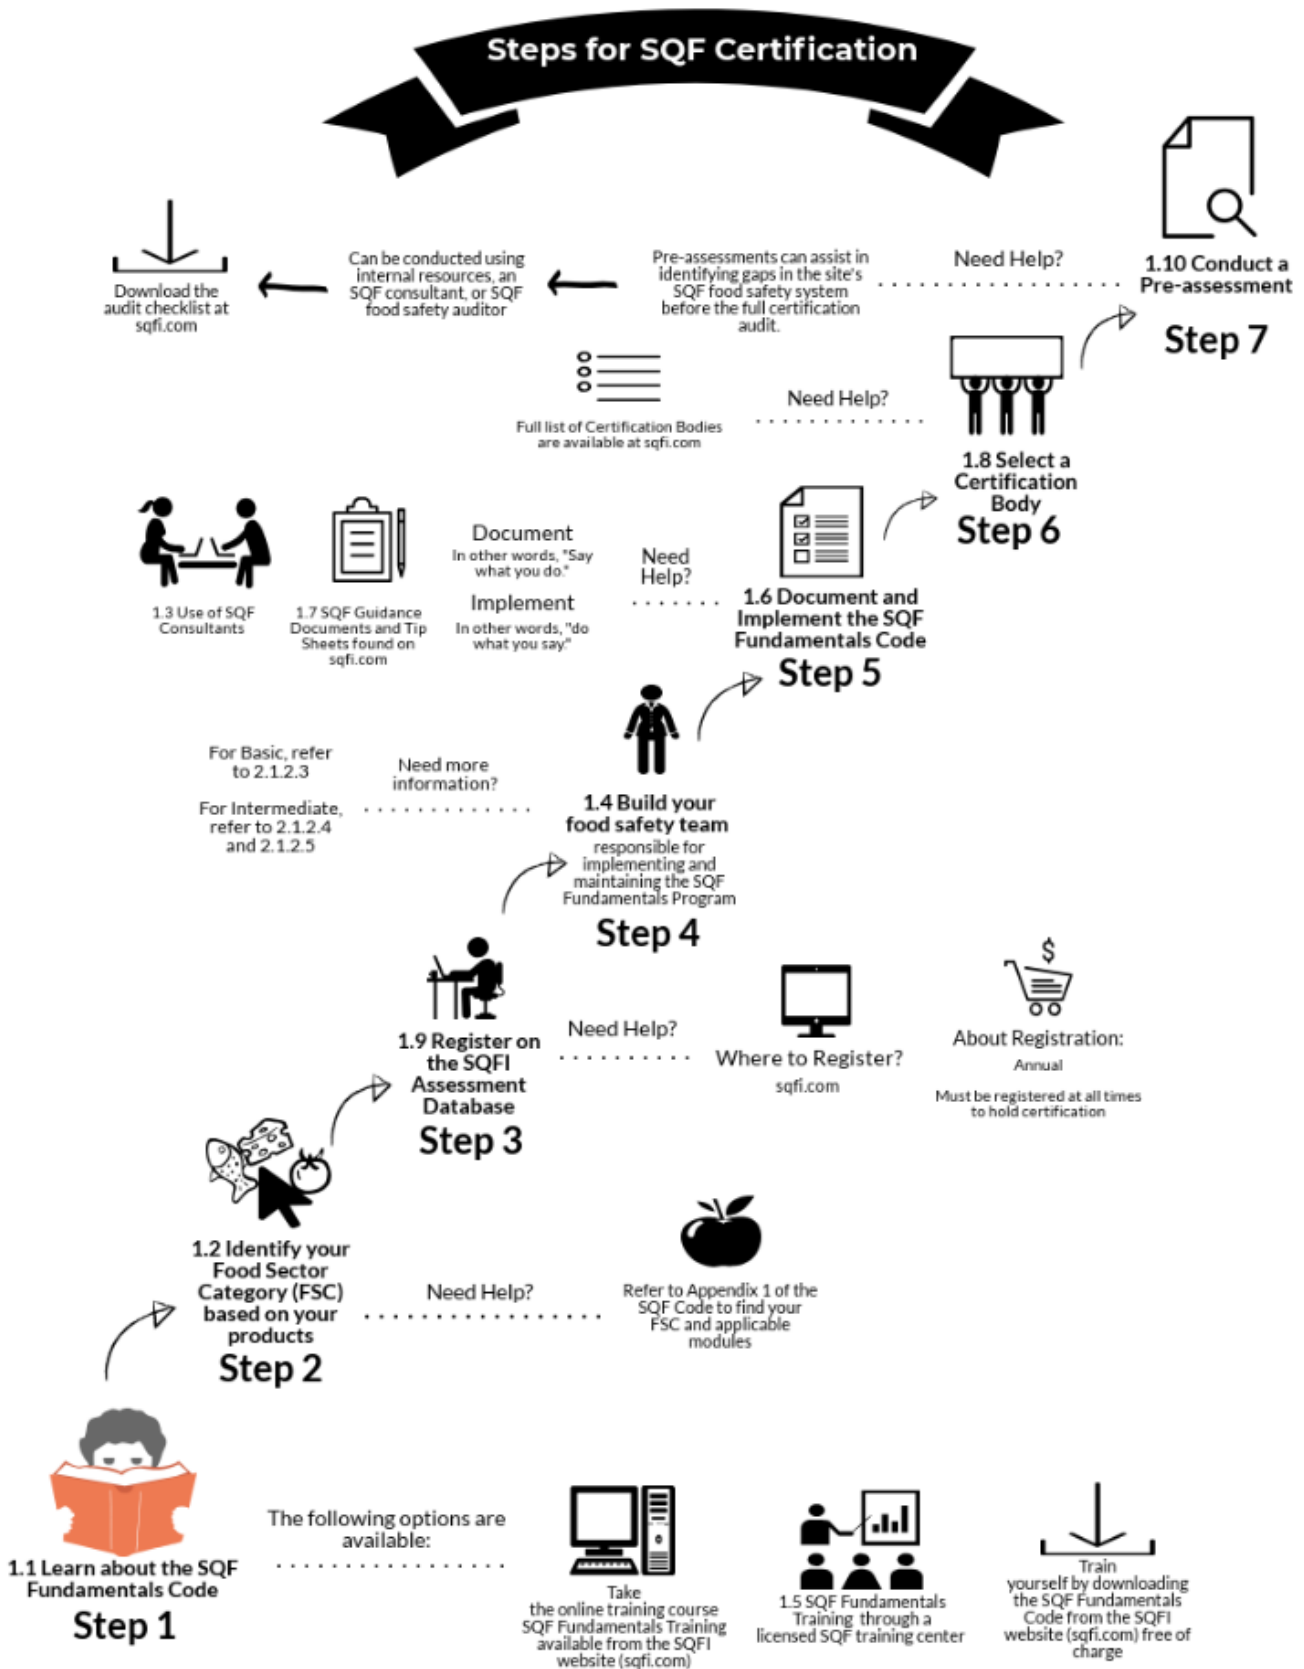 Steps for SQF Certification
Download the
audit checklist at
sqfi.com
Can be conducted using
internal resources, an
SQF consultant, or SQF
food safety auditor
Pre-assessments can assist in
identifying gaps in the site's
SQF food safety system
before the full certification
audit.
Need Help?
1.10 Conduct a
Pre-assessment
Step 7
Full list of Certification Bodies
are available at sqfi.com
Need Help?
1.8 Select a
Certification
Body
Step 6
1.3 Use of SQF
Consultants
1.7 SQF Guidance
Documents and Tip
Sheets found on
sqfi.com
Document
In other words, "Say
what you do."
Implement
In other words, "do
what you say."
Need
Help?
1.6 Document and
Implement the SQF
Fundamentals Code
Step 5
For Basic, refer
to 2.1.2.3
For Intermediate,
refer to 2.1.2.4
and 2.1.2.5
Need more
information?
1.4 Build your
food safety team
responsible for
implementing and
maintaining the SQF
Fundamentals Program
Step 4
1.9 Register on
the SQFI
Assessment
Database
Step 3
Need Help?
Where to Register?
sqfi.com
$
About Registration:
Annual
Must be registered at all times
to hold certification
1.2 Identify your
Food Sector
Category (FSC)
based on your
products
Step 2
Need Help?
Refer to Appendix 1 of the
SQF Code to find your
FSC and applicable
modules
1.1 Learn about the SQF
Fundamentals Code
Step 1
The following options are
available:
Take
the online training course
SQF Fundamentals Training
available from the SQFI
website (sqfi.com)
1.5 SQF Fundamentals
Training through a
licensed SQF training center
Train
yourself by downloading
the SQF Fundamentals
Code from the SQFI
website (sqfi.com) free of
charge